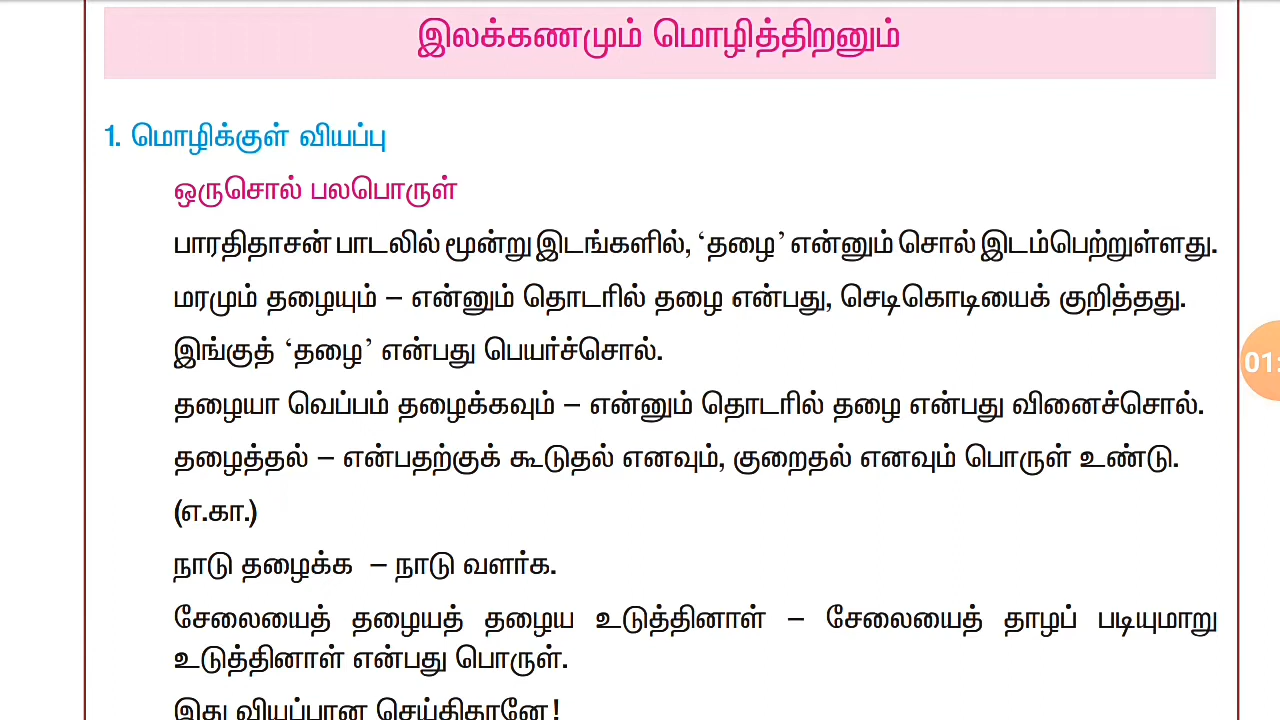 இலக்கணமும் மொழித்திறனும்
1. மொழிக்குள் வியப்பு
ஒருசொல் பலபொருள்
பாரதிதாசன் பாடலில் மூன்று இடங்களில், ‘தழை’ என்னும் சொல் இடம்பெற்றுள்ளது.
மரமும் தழையும் – என்னும் தொடரில் தழை என்பது, செடிகொடியைக் குறித்தது.
இங்குத் ‘தழை’ என்பது பெயர்ச்சொல்.
தழையா வெப்பம் தழைக்கவும் – என்னும் தொடரில் தழை என்பது வினைச்சொல்.
தழைத்தல் – என்பதற்குக் கூடுதல் எனவும், குறைதல் எனவும் பொருள் உண்டு.
(எ.கா.)
நாடு தழைக்க – நாடு வளர்க.
சேலையைத் தழையத் தழைய உடுத்தினாள் – சேலையைத் தாழப் படியுமாறு
உடுத்தினாள் என்பது பொருள்.
இது வியப்பான செய்திதானே!
01: